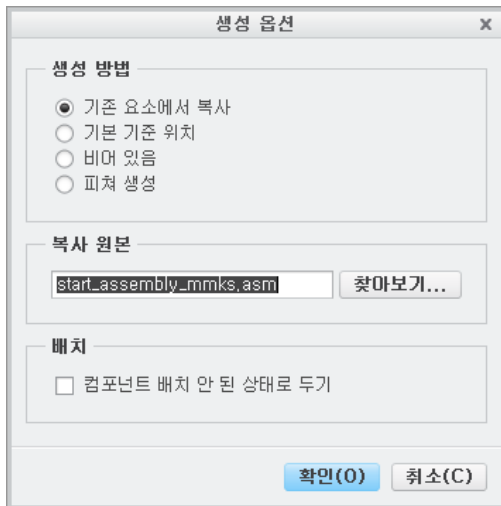 생성 옵션
생성 방법
기존 요소에서 복사
기본 기준 위치
비어 있음
피쳐 생성
복사 원본
start_assembly_mmks.asm 찾아보기...
배치
컴포넌트 배치 안 된 상태로 두기
확인(O) 취소(C)